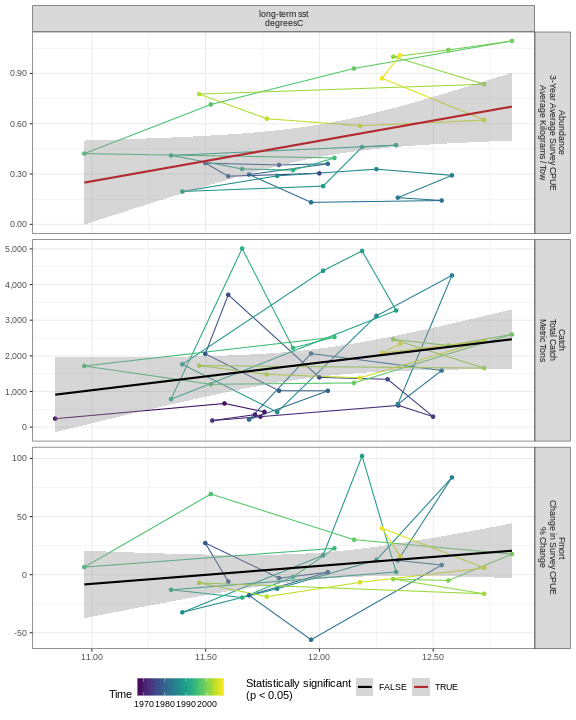 long-term sst
degreesC
0.90
0.60
0.30
0.00
Abundance
3-Year Average Survey CPUE
Average Kilograms / Tow
5,000
4,000
3,000
2,000
1,000
0
Catch
Total Catch
Metric Tons
100
50
0
-50
Fmort
Change in Survey CPUE
% Change
11.00 11.50 12.00 12.50
Time
1970 1980 1990 2000
Statistically significant
(p < 0.05)
FALSE TRUE